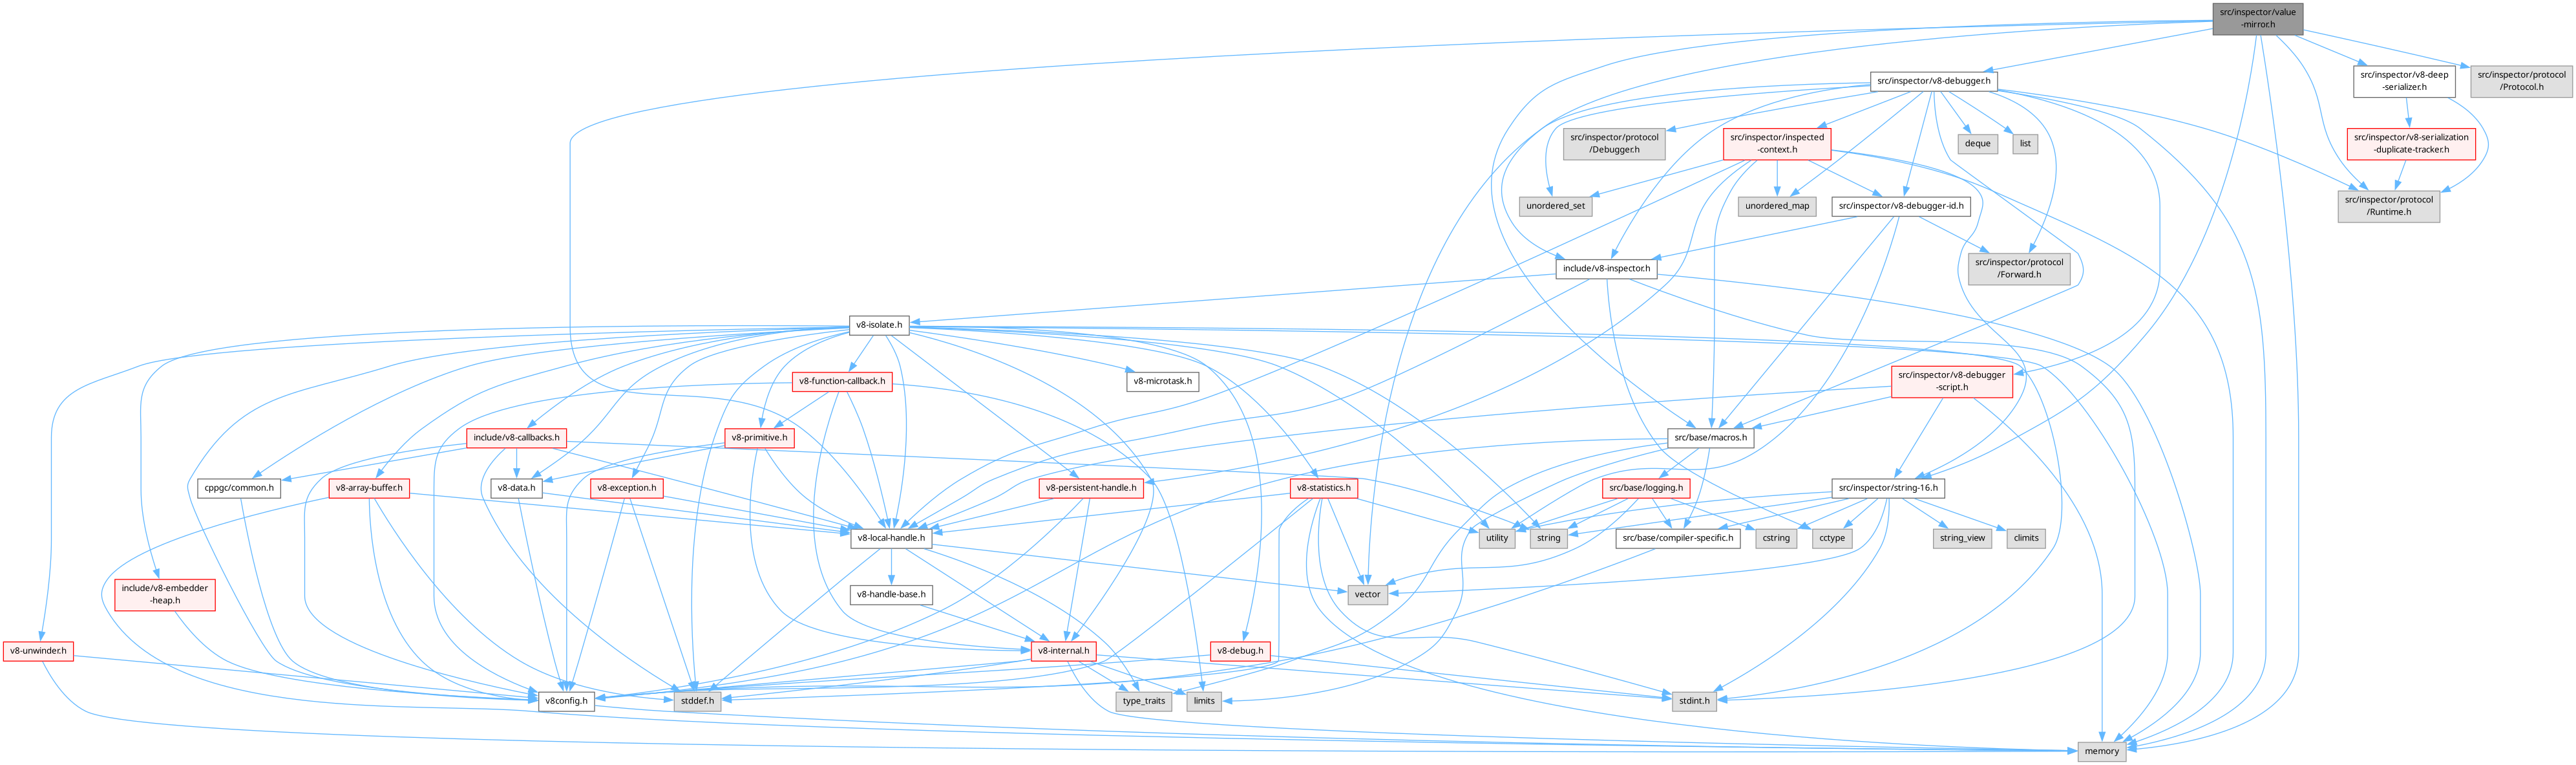 src/inspector/value
-mirror.h
src/inspector/v8-debugger.h
src/inspector/v8-deep
-serializer.h
src/inspector/protocol
/Protocol.h
src/inspector/protocol
/Debugger.h
src/inspector/inspected
-context.h
deque
list
src/inspector/v8-serialization
-duplicate-tracker.h
unordered_set
unordered_map
src/inspector/v8-debugger-id.h
src/inspector/protocol
/Runtime.h
include/v8-inspector.h
src/inspector/protocol
/Forward.h
v8-isolate.h
v8-function-callback.h
v8-microtask.h
src/inspector/v8-debugger
-script.h
include/v8-callbacks.h
v8-primitive.h
src/base/macros.h
cppgc/common.h
v8-array-buffer.h
v8-data.h
v8-exception.h
v8-persistent-handle.h
v8-statistics.h
src/base/logging.h
src/inspector/string-16.h
v8-local-handle.h
utility
string
src/base/compiler-specific.h
cstring
cctype
string_view
climits
include/v8-embedder
-heap.h
v8-handle-base.h
vector
v8-unwinder.h
v8-internal.h
v8-debug.h
v8config.h
stddef.h
type_traits
limits
stdint.h
memory